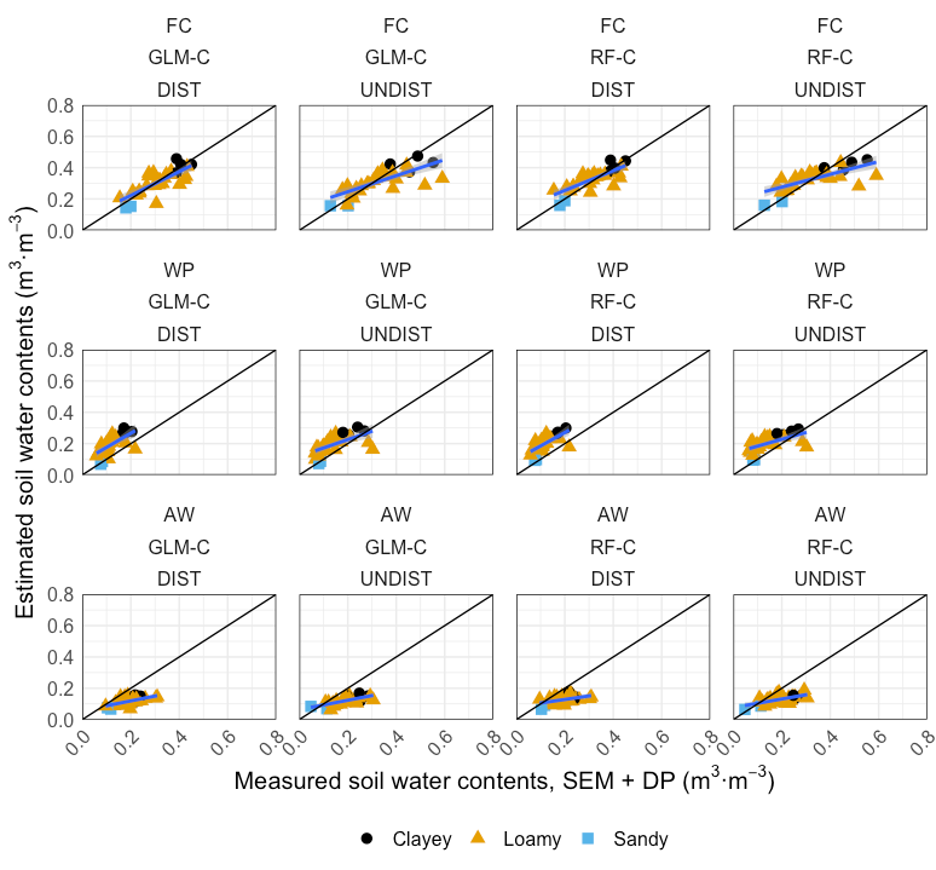 FC FC FC FC
GLM-C GLM-C RF-C RF-C
DIST UNDIST DIST UNDIST
0.8
0.6
0.4
0.2
0.0
WP WP WP WP
GLM-C GLM-C RF-C RF-C
DIST UNDIST DIST UNDIST
0.8
0.6
0.4
0.2
0.0
AW AW AW AW
GLM-C GLM-C RF-C RF-C
DIST UNDIST DIST UNDIST
0.8
0.6
0.4
0.2
0.0
0.0 0.2 0.4 0.6 0.8 0.0 0.2 0.4 0.6 0.8 0.0 0.2 0.4 0.6 0.8 0.0 0.2 0.4 0.6 0.8
Estimated soil water contents (m³·m⁻³)
Measured soil water contents, SEM + DP (m³·m⁻³)
Clayey Loamy Sandy